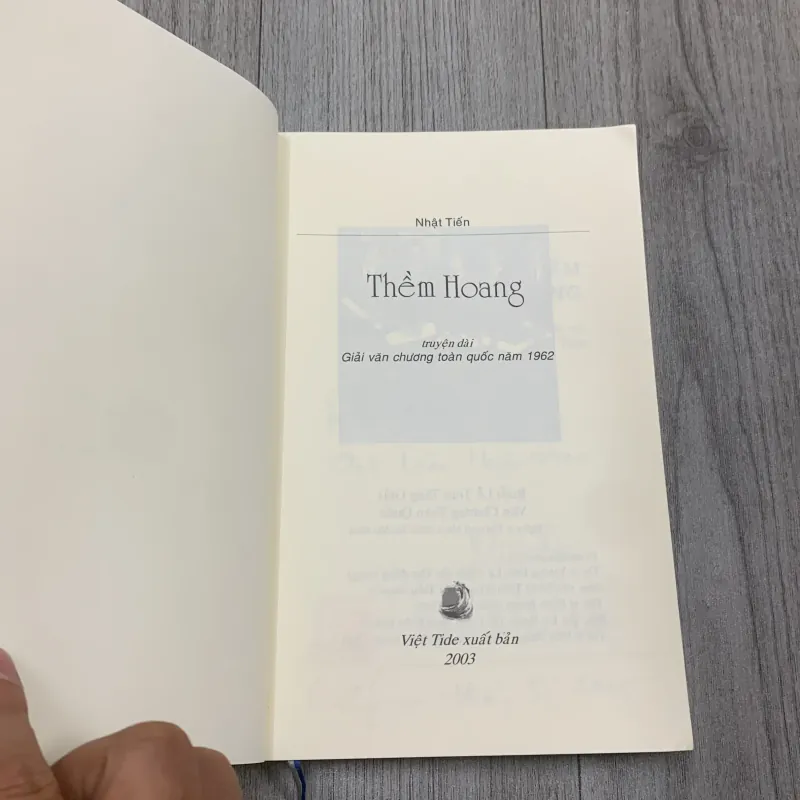 Nhật Tiến
Thềm Hoang
truyện dài
Giải văn chương toàn quốc năm 1962
Việt Tide xuất bản
2003